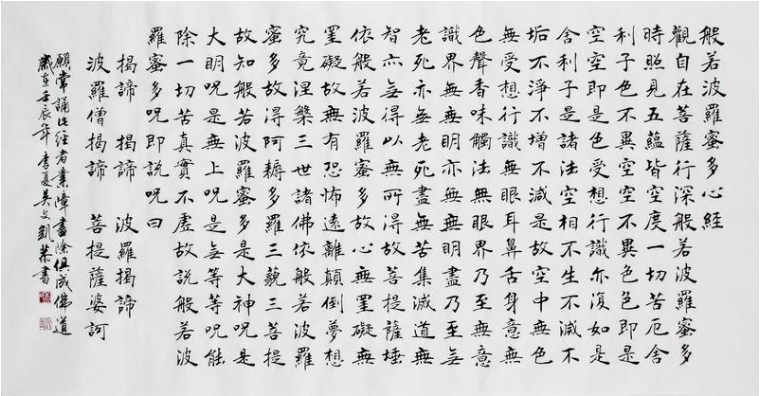 般若波羅蜜多心經
觀自在菩薩行深般若波羅蜜多
時照見五蘊皆空度一切苦厄舍
利子色不異空空不異色色即是
空空即是色受想行識亦復如是
舍利子是諸法空相不生不滅不
垢不淨不增不減是故空中無色
無受想行識無眼耳鼻舌身意無
色聲香味觸法無眼界乃至無意
識界無無明亦無無明盡乃至無
老死亦無老死盡無苦集滅道無
智亦無得以無所得故菩提薩埵
依般若波羅蜜多故心無罣礙無
罣礙故無有恐怖遠離顛倒夢想
究竟涅槃三世諸佛依般若波羅
蜜多故得阿耨多羅三藐三菩提
故知般若波羅蜜多是大神咒是
大明咒是無上咒是無等等咒能
除一切苦真實不虛故說般若波
羅蜜多咒即說咒曰
揭諦 揭諦 波羅揭諦
波羅僧揭諦 菩提薩婆訶
願常誦此經者業障盡除俱成佛道
歲在壬辰年季夏吳文劉書